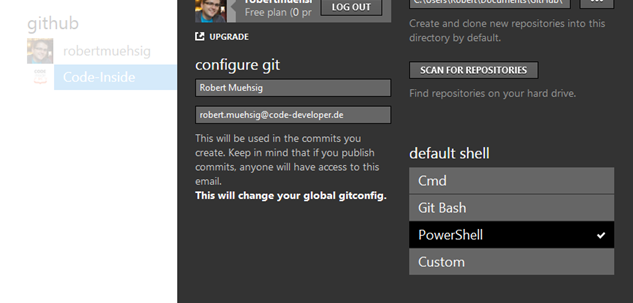 github
robertmuehsig
Code-Inside
robertmuehsig
Free plan (0 pr
LOG OUT
UPGRADE
configure git
Robert Muehsig
robert.muehsig@code-developer.de
This will be used in the commits you
create. Keep in mind that if you publish
commits, anyone will have access to this
email.
This will change your global gitconfig.
C:\Users\Robert\Documents\GitHub\
Create and clone new repositories into this
directory by default.
SCAN FOR REPOSITORIES
Find repositories on your hard drive.
default shell
Cmd
Git Bash
PowerShell
Custom